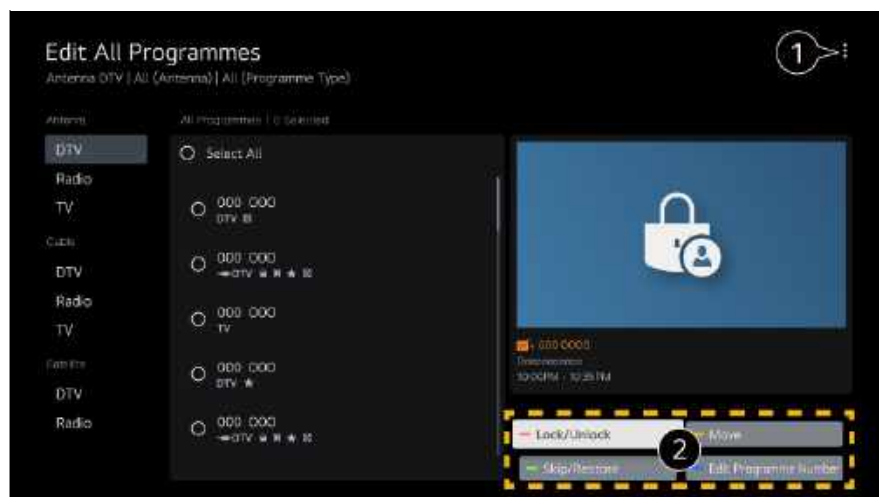 Edit All Programmes
Antenna DTV | All (Antenna) | All (Programme Type)
1
Antenna
All Programmes | 0 Selected
DTV
Select All
Radio
TV
000 000
DTV
Cable
000 000
DTV
DTV
Radio
000 000
TV
TV
000 0000
10:00PM - 10:35PM
Satellite
000 000
DTV
DTV
Radio
000 000
DTV
Lock/Unlock
Move
2
Skip/Restore
Edit Programme Number